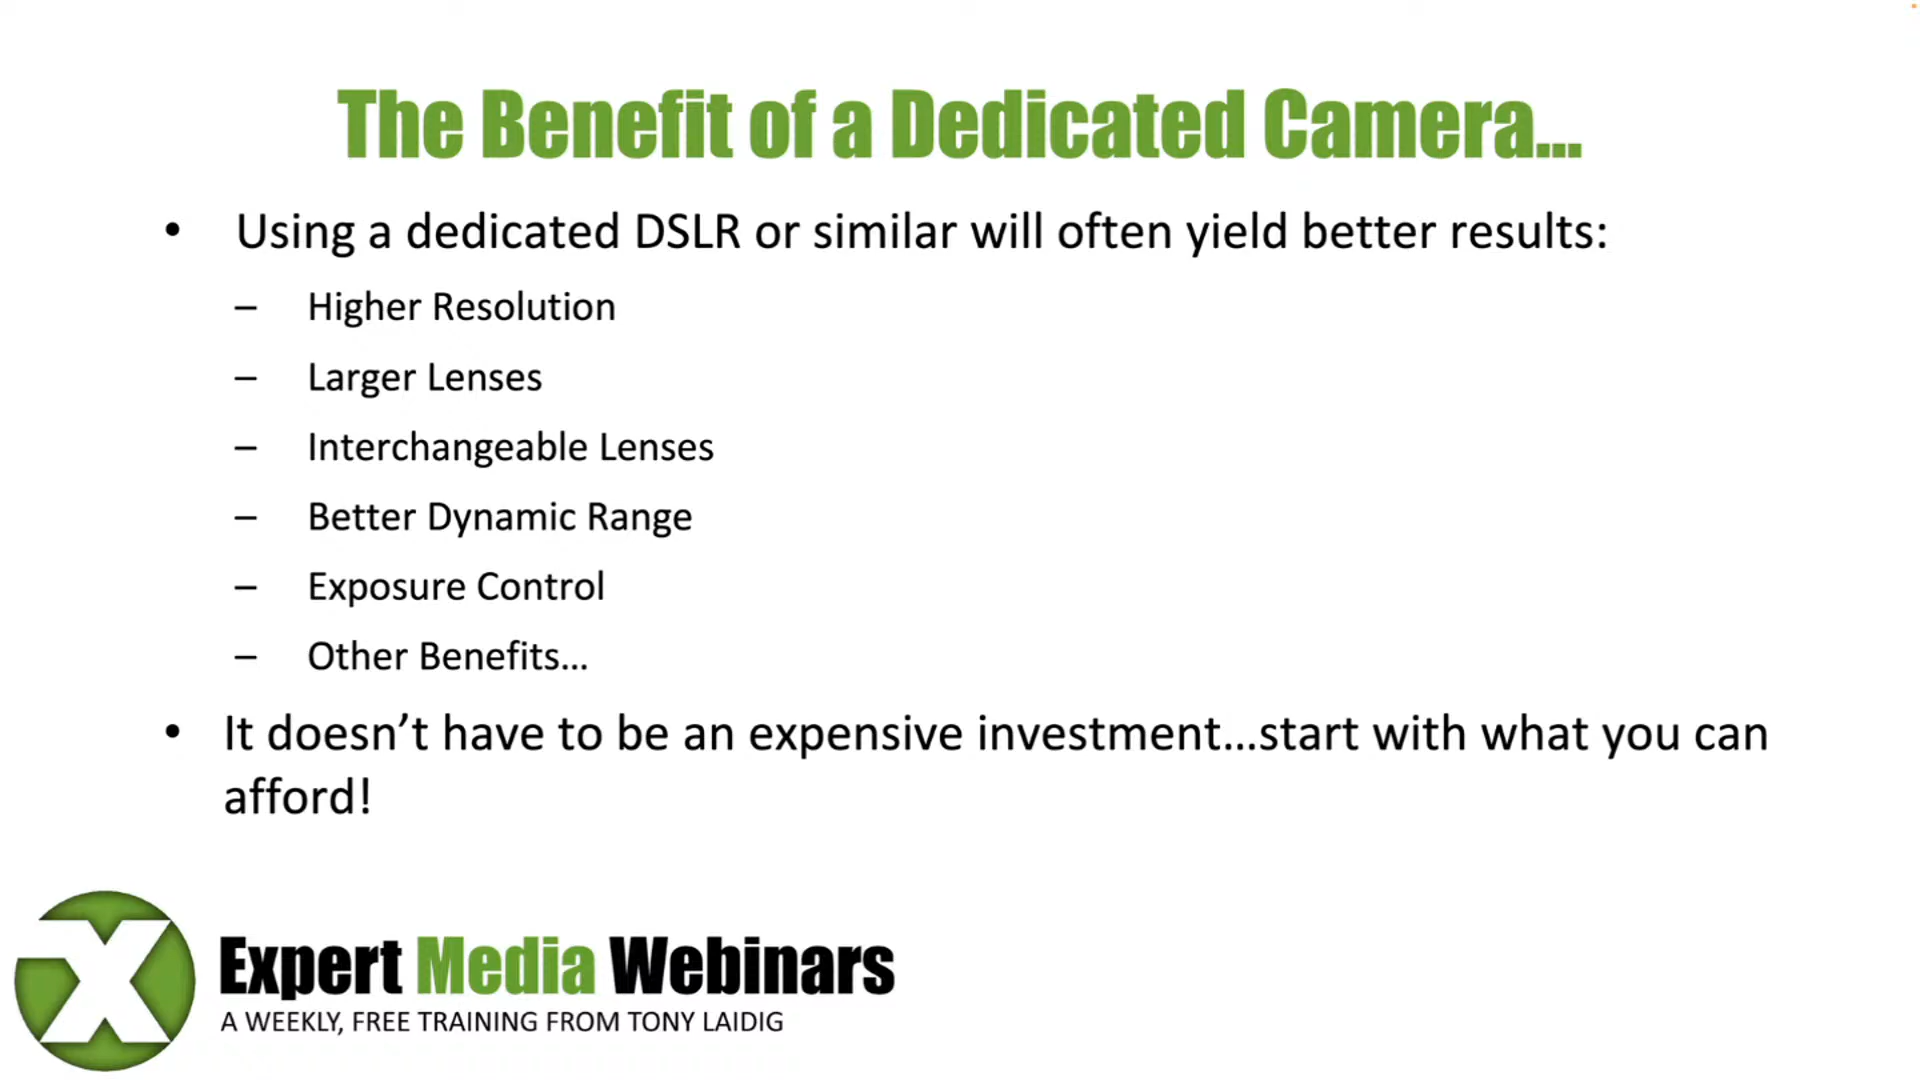 The Benefit of a Dedicated Camera...
• Using a dedicated DSLR or similar will often yield better results:
– Higher Resolution
– Larger Lenses
– Interchangeable Lenses
– Better Dynamic Range
– Exposure Control
– Other Benefits...
• It doesn’t have to be an expensive investment...start with what you can
afford!
X
Expert Media Webinars
A WEEKLY, FREE TRAINING FROM TONY LAIDIG